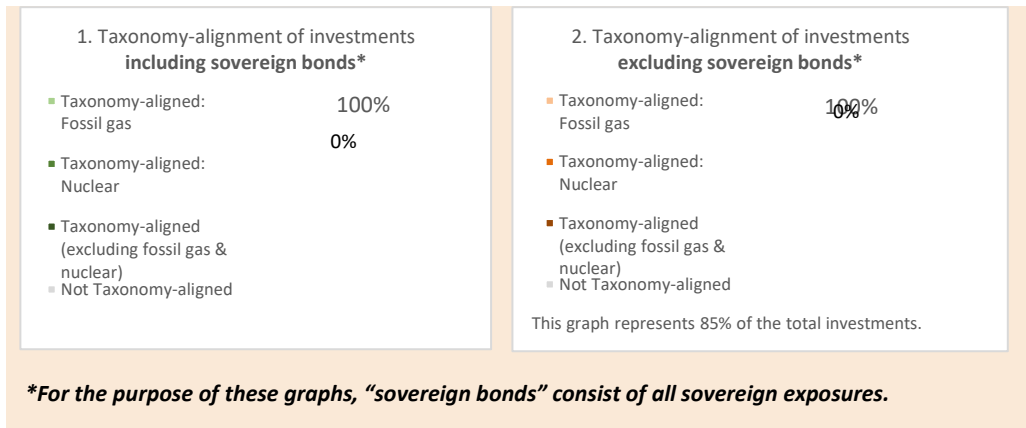 1. Taxonomy-alignment of investments
including sovereign bonds*
Taxonomy-aligned:
Fossil gas
Taxonomy-aligned:
Nuclear
Taxonomy-aligned
(excluding fossil gas &
nuclear)
Not Taxonomy-aligned
100%
0%
2. Taxonomy-alignment of investments
excluding sovereign bonds*
Taxonomy-aligned:
Fossil gas
Taxonomy-aligned:
Nuclear
Taxonomy-aligned
(excluding fossil gas &
nuclear)
Not Taxonomy-aligned
100%
0%
This graph represents 85% of the total investments.
*For the purpose of these graphs, “sovereign bonds” consist of all sovereign exposures.